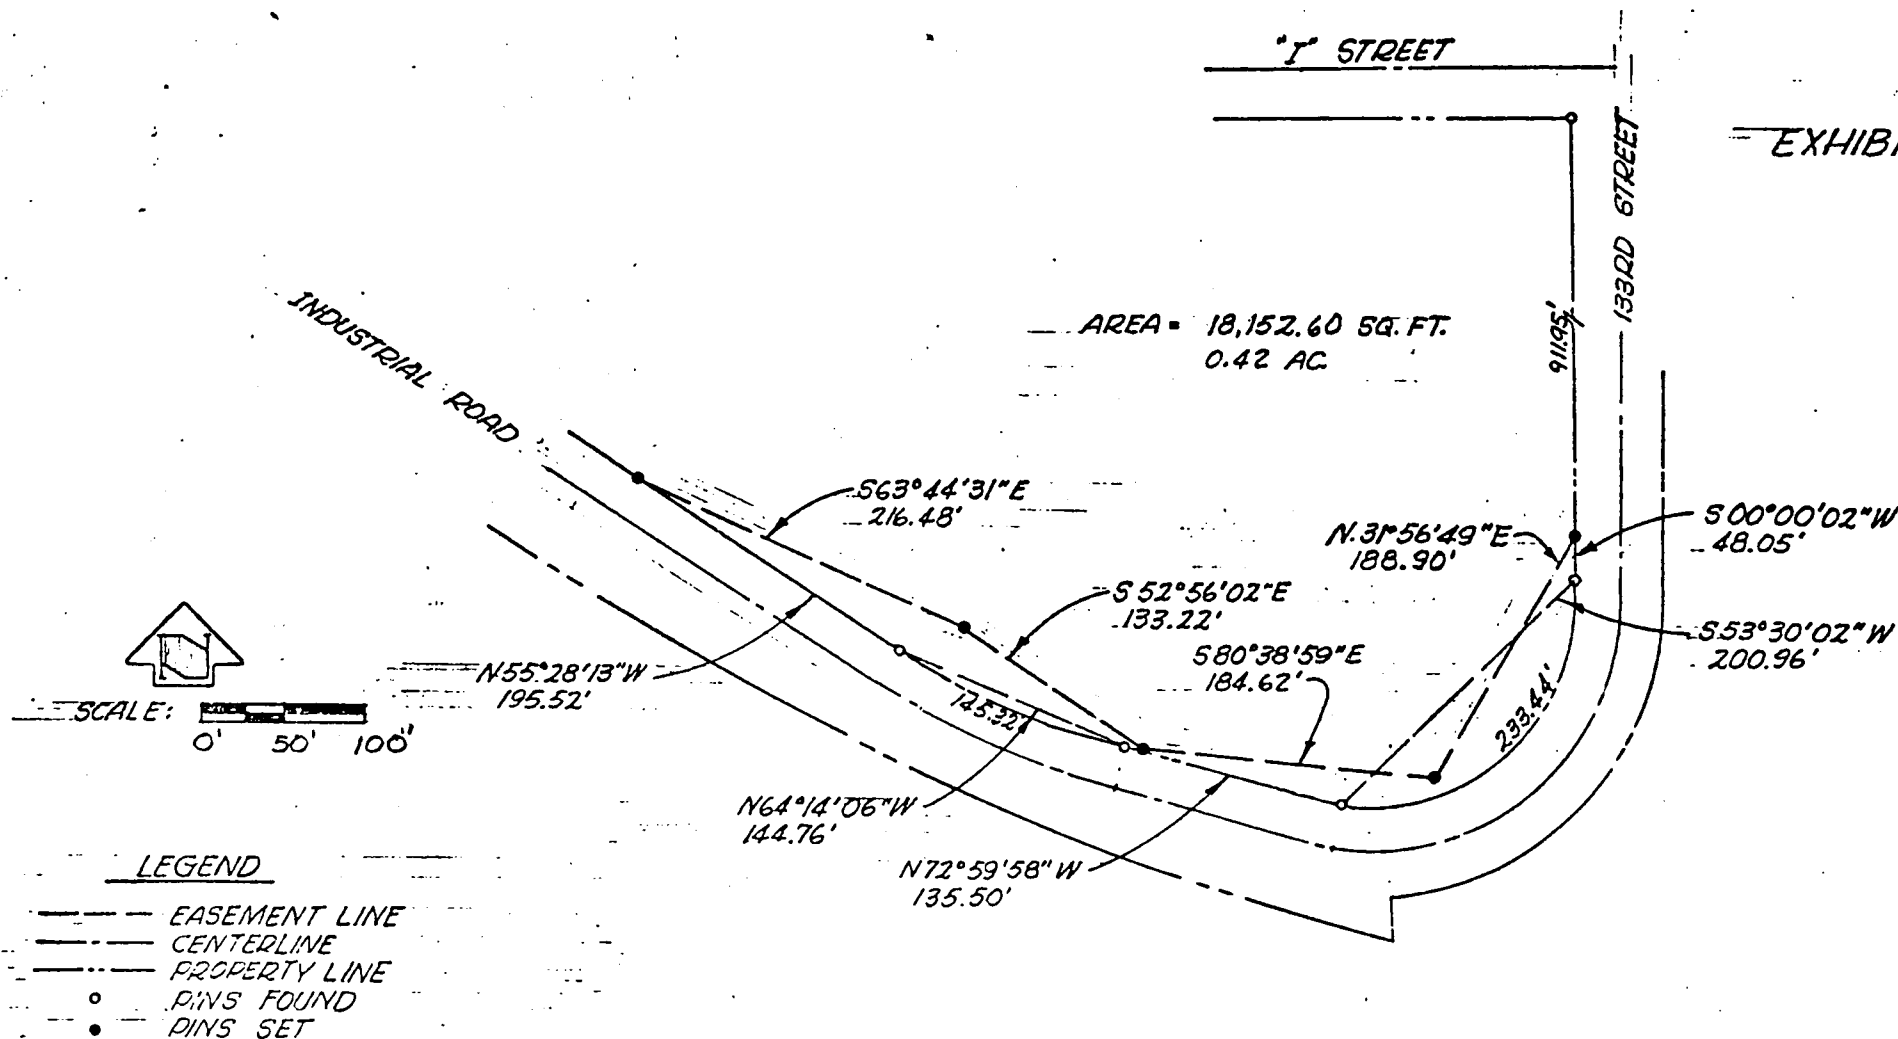 "I" STREET
133RD STREET
EXHIBI
911.95'
AREA = 18,152.60 SQ. FT.
0.42 AC.
INDUSTRIAL ROAD
S63°44'31"E
216.48'
N.31°56'49"E
188.90'
S00°00'02"W
48.05'
S52°56'02"E
133.22'
S80°38'59"E
184.62'
S53°30'02"W
200.96'
N55°28'13"W
195.52'
145.32'
233.44'
SCALE:
0' 50' 100'
N64°14'06"W
144.76'
N72°59'58"W
135.50'
LEGEND
EASEMENT LINE
CENTERLINE
PROPERTY LINE
PINS FOUND
PINS SET